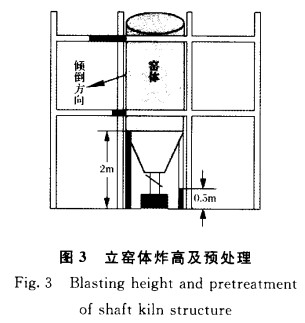 窑体
倾倒方向
2m
0.5m
图 3 立窑体炸高及预处理
Fig. 3 Blasting height and pretreatment
of shaft kiln structure